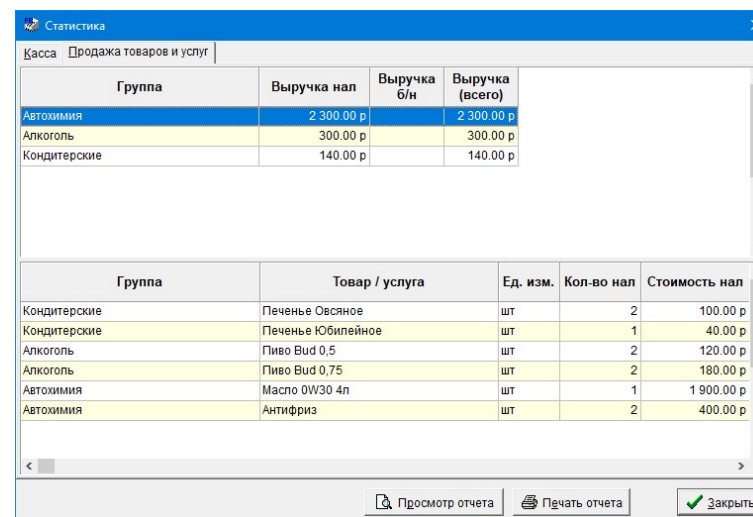 Статистика
Касса Продажа товаров и услуг
Группа Выручка нал Выручка б/н Выручка (всего)
Автохимия 2 300.00 р 2 300.00 р
Алкоголь 300.00 р 300.00 р
Кондитерские 140.00 р 140.00 р
Группа Товар / услуга Ед. изм. Кол-во нал Стоимость нал
Кондитерские Печенье Овсяное шт 2 100.00 р
Кондитерские Печенье Юбилейное шт 1 40.00 р
Алкоголь Пиво Bud 0,5 шт 2 120.00 р
Алкоголь Пиво Bud 0,75 шт 2 180.00 р
Автохимия Масло 0W30 4л шт 1 1 900.00 р
Автохимия Антифриз шт 2 400.00 р
Просмотр отчета Печать отчета Закрыть